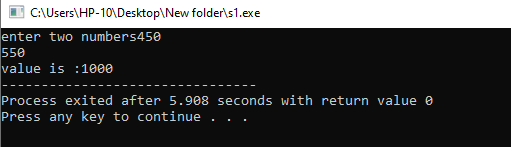 C:\Users\HP-10\Desktop\New folder\s1.exe
enter two numbers450
550
value is :1000
--------------------------------
Process exited after 5.908 seconds with return value 0
Press any key to continue . . .